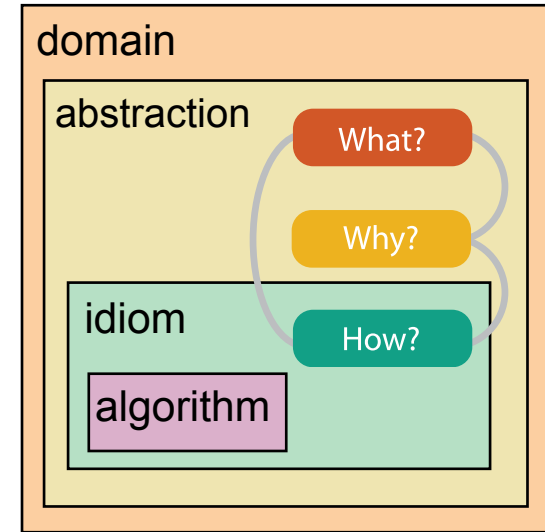 domain
abstraction
What?
Why?
idiom
How?
algorithm